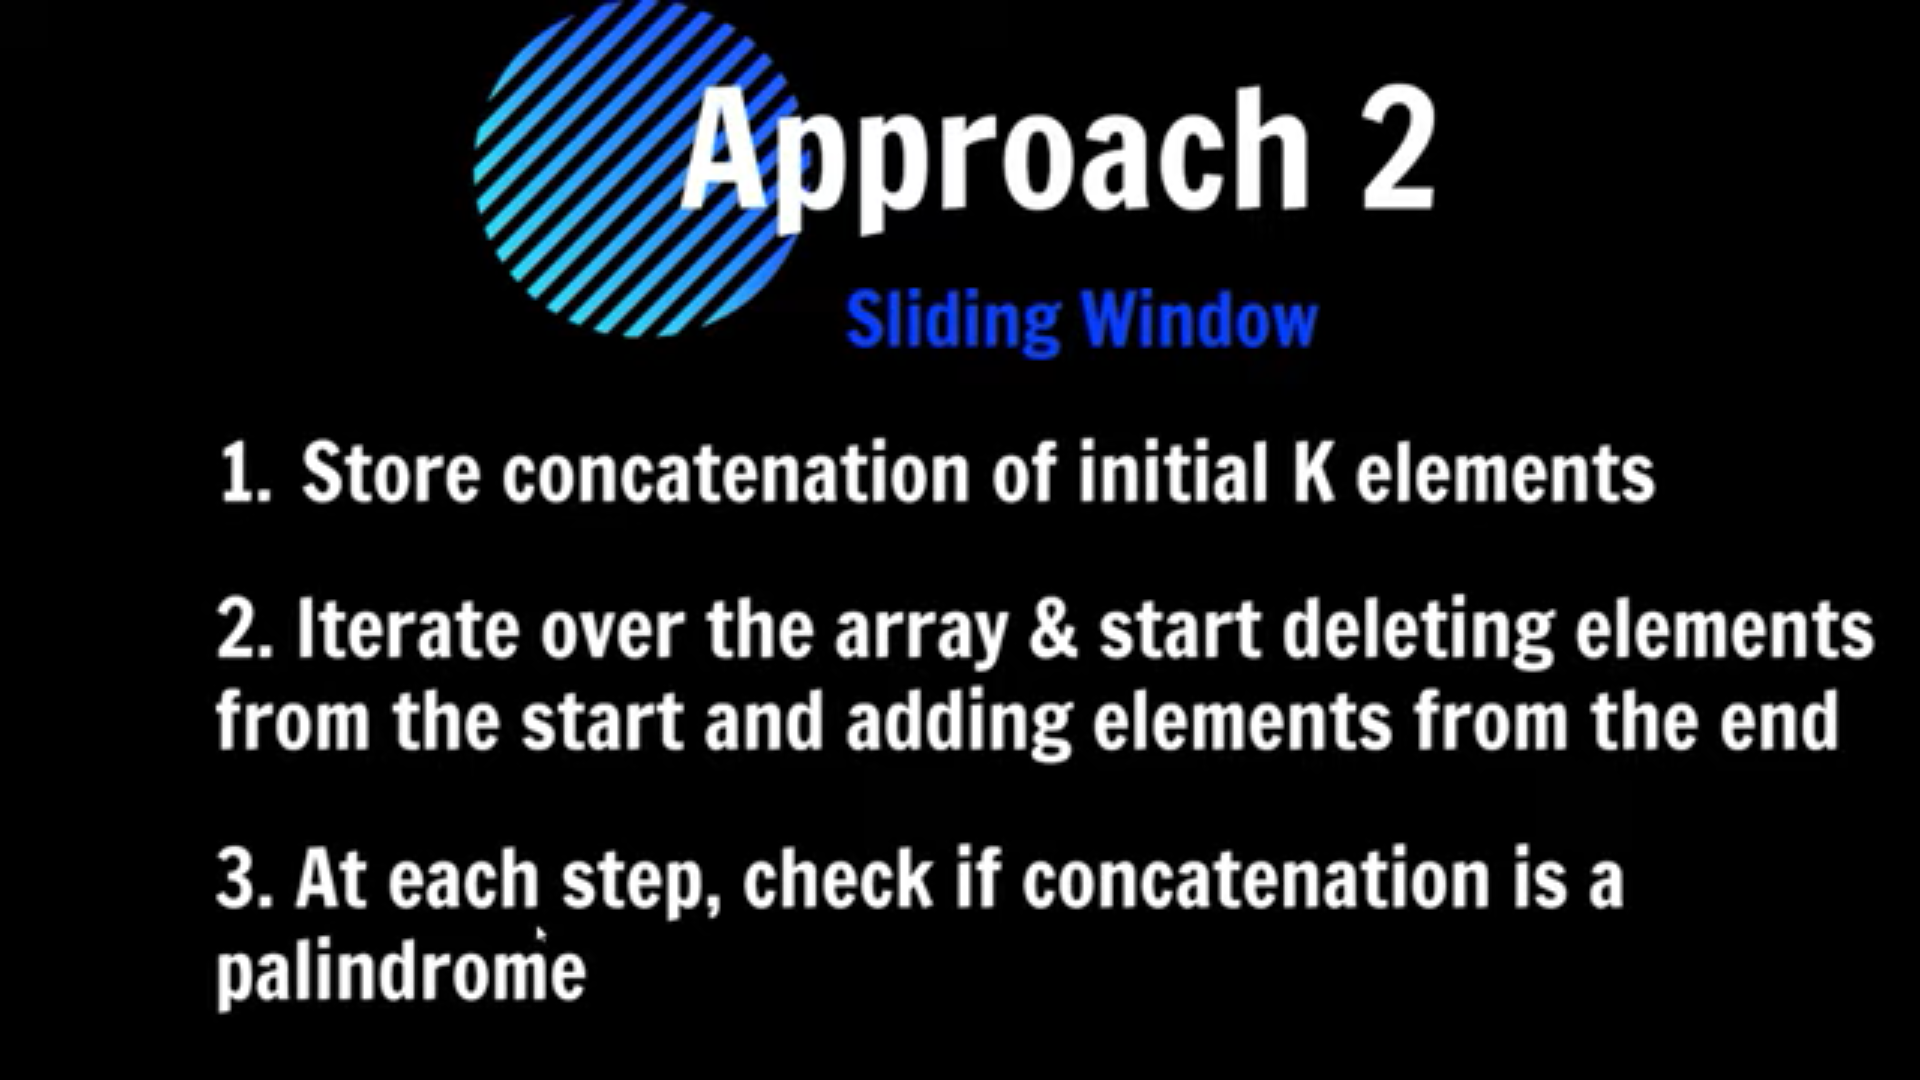 Approach 2
Sliding Window
1. Store concatenation of initial K elements
2. Iterate over the array & start deleting elements
from the start and adding elements from the end
3. At each step, check if concatenation is a
palindrome